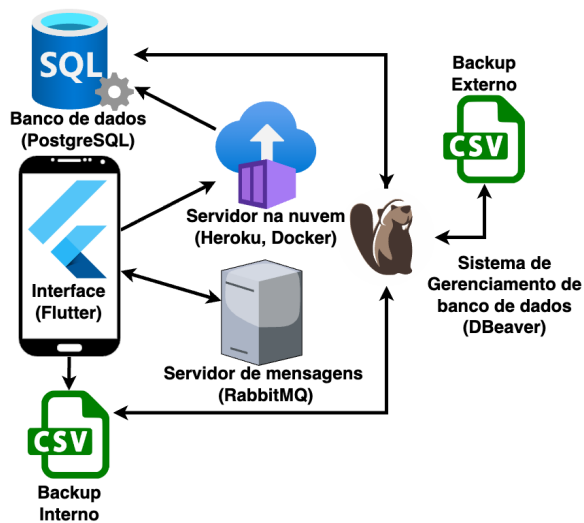 SQL
Banco de dados
(PostgreSQL)
Backup
Externo
CSV
Servidor na nuvem
(Heroku, Docker)
Interface
(Flutter)
Sistema de
Gerenciamento de
banco de dados
(DBeaver)
Servidor de mensagens
(RabbitMQ)
CSV
Backup
Interno